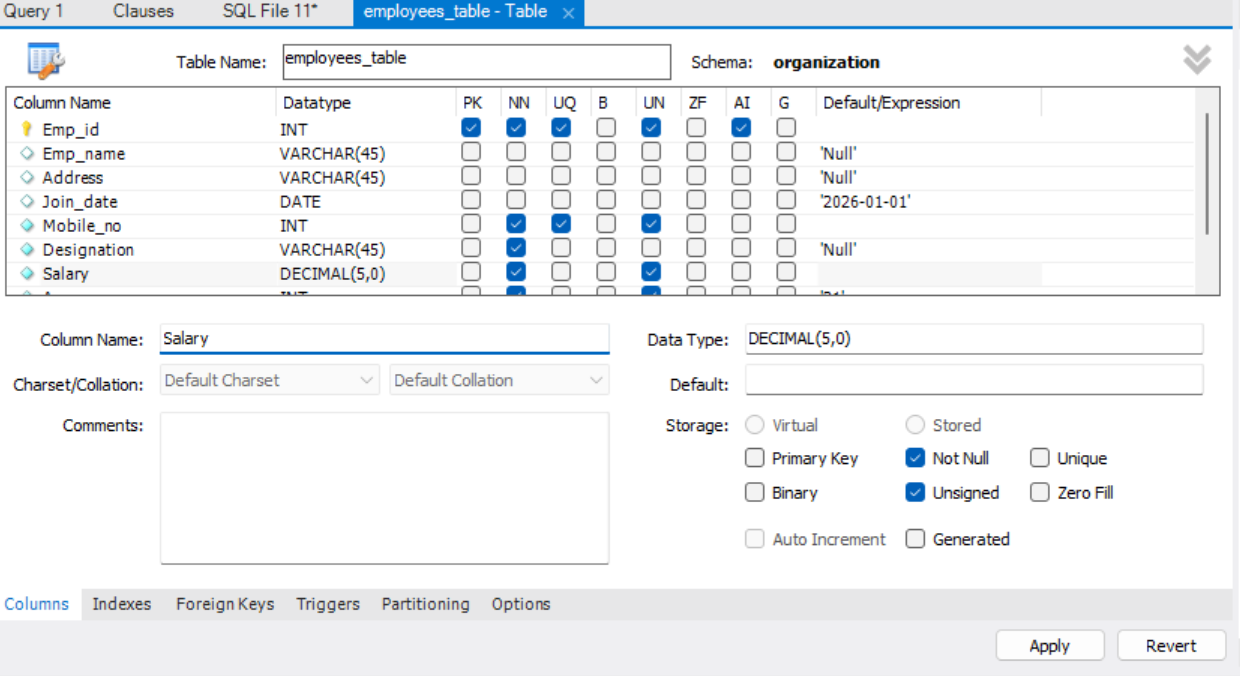 Query 1 Clauses SQL File 11* employees_table - Table ×
Table Name: employees_table Schema: organization
Column Name Datatype PK NN UQ B UN ZF AI G Default/Expression
Emp_id INT
Emp_name VARCHAR(45) 'Null'
Address VARCHAR(45) 'Null'
Join_date DATE '2026-01-01'
Mobile_no INT
Designation VARCHAR(45) 'Null'
Salary DECIMAL(5,0)
Column Name: Salary Data Type: DECIMAL(5,0)
Charset/Collation: Default Charset Default Collation Default:
Comments: Storage: Virtual Stored
Primary Key Not Null Unique
Binary Unsigned Zero Fill
Auto Increment Generated
Columns Indexes Foreign Keys Triggers Partitioning Options
Apply Revert